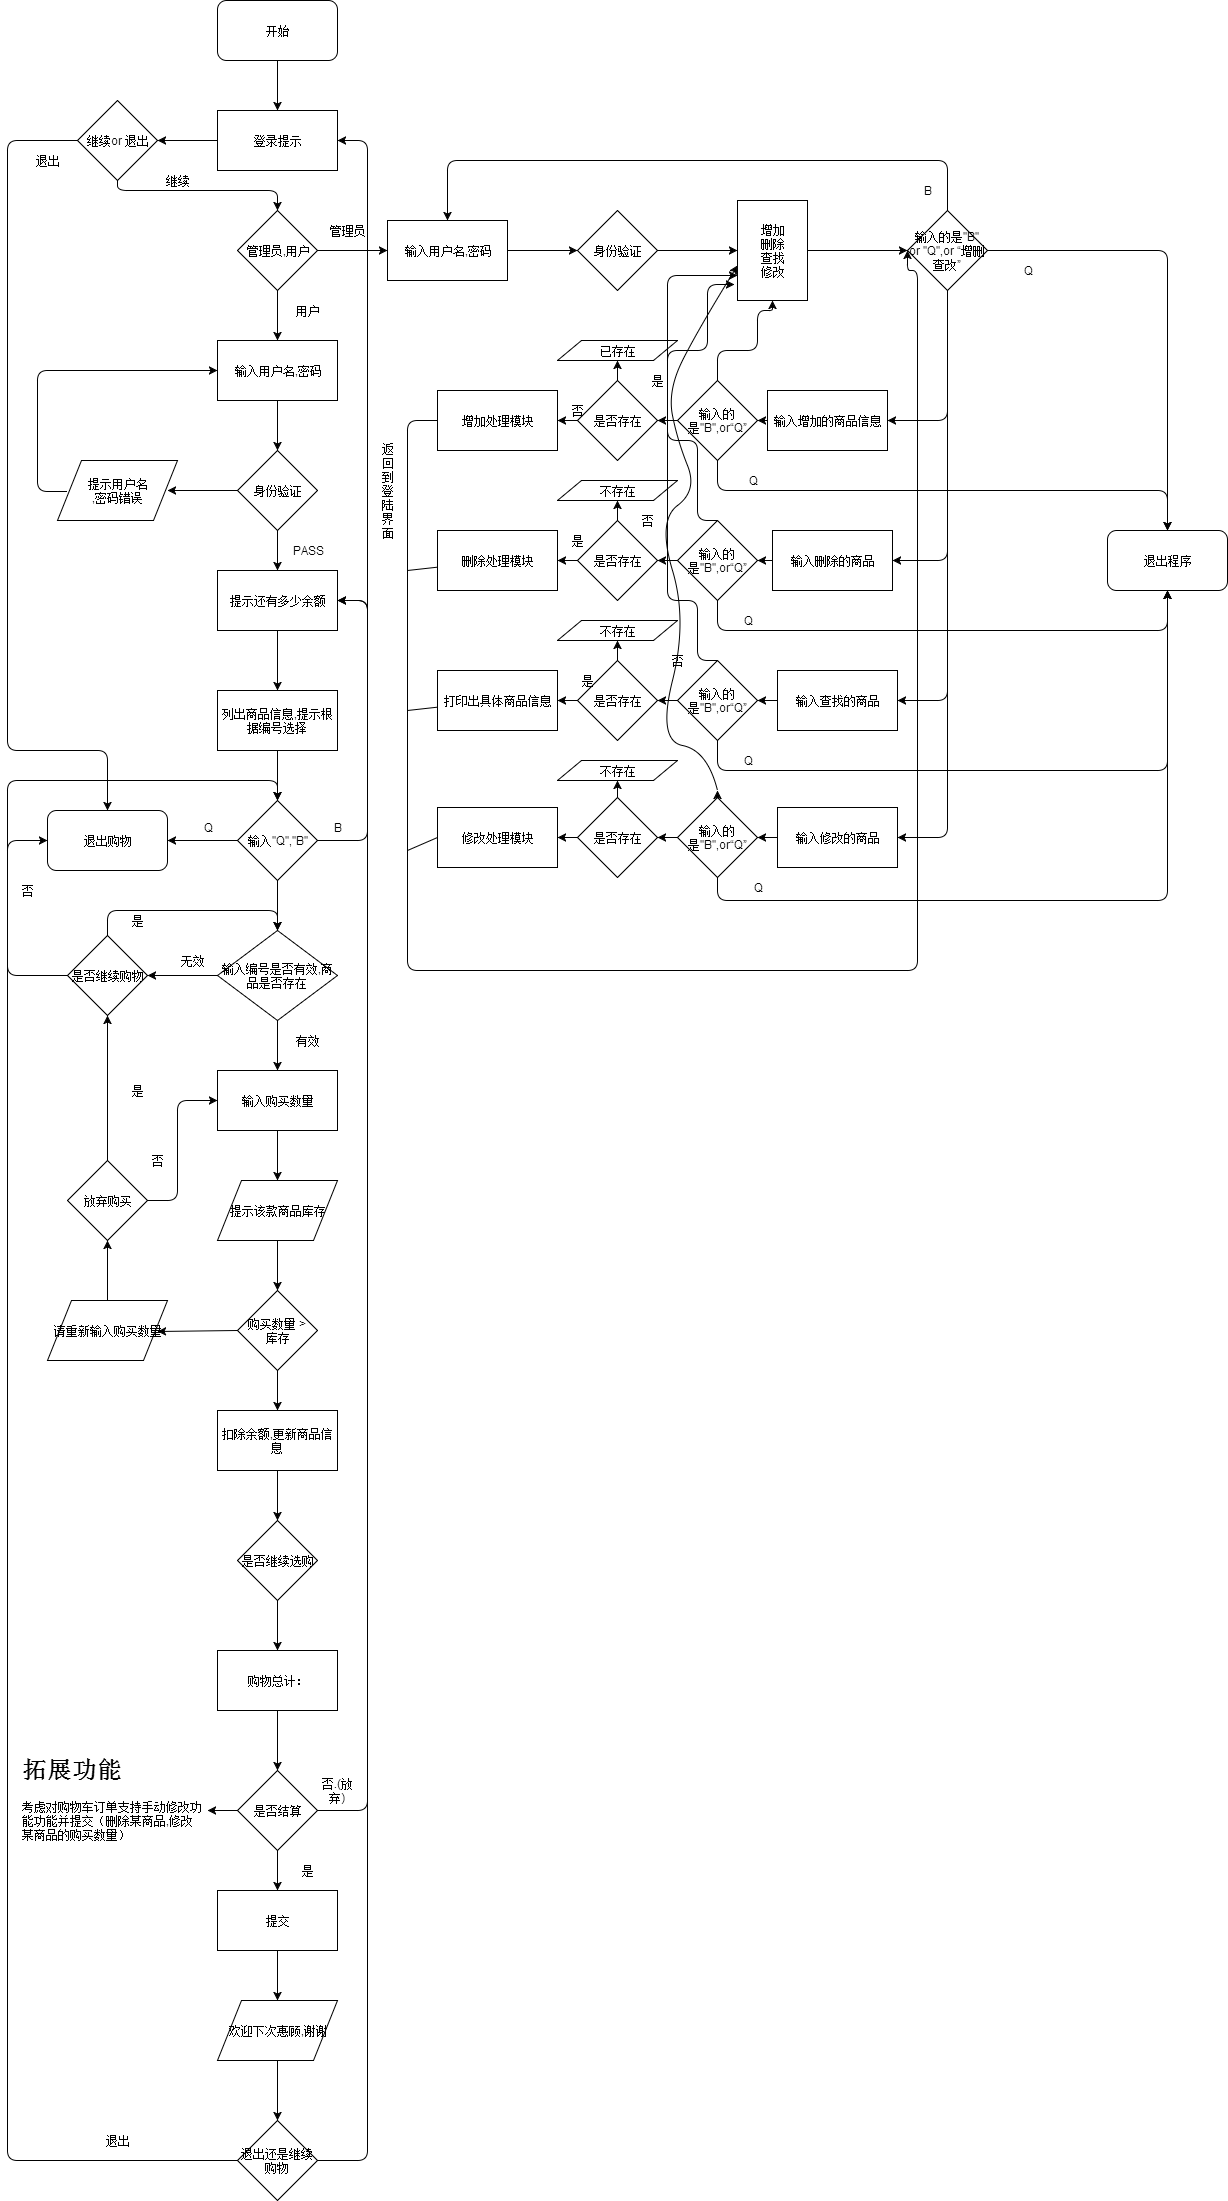 开始
继续or 退出
登录提示
退出
继续
管理员,用户
管理员
输入用户名,密码
身份验证
增加
删除
查找
修改
B
输入的是"B"
or "Q",or "增删
查改"
Q
用户
输入用户名,密码
提示用户名
,密码错误
身份验证
PASS
提示还有多少余额
列出商品信息,提示根
据编号选择
返
回
到
登
陆
界
面
已存在
是
增加处理模块
否
是否存在
输入的
是"B",or"Q"
输入增加的商品信息
Q
不存在
否
删除处理模块
是
是否存在
输入的
是"B",or"Q"
输入删除的商品
退出程序
Q
不存在
否
打印出具体商品信息
是
是否存在
输入的
是"B",or"Q"
输入查找的商品
Q
不存在
修改处理模块
是否存在
输入的
是"B",or"Q"
输入修改的商品
Q
退出购物
Q
输入"Q","B"
B
否
是
是否继续购物
无效
输入编号是否有效,商
品是否存在
有效
是
输入购买数量
否
放弃购买
提示该款商品库存
请重新输入购买数量
购买数量 >
库存
扣除余额,更新商品信
息
是否继续选购
购物总计：
拓展功能
考虑对购物车订单支持手动修改功
能功能并提交（删除某商品,修改
某商品的购买数量）
是否结算
否.(放
弃)
是
提交
欢迎下次惠顾,谢谢
退出
退出还是继续
购物